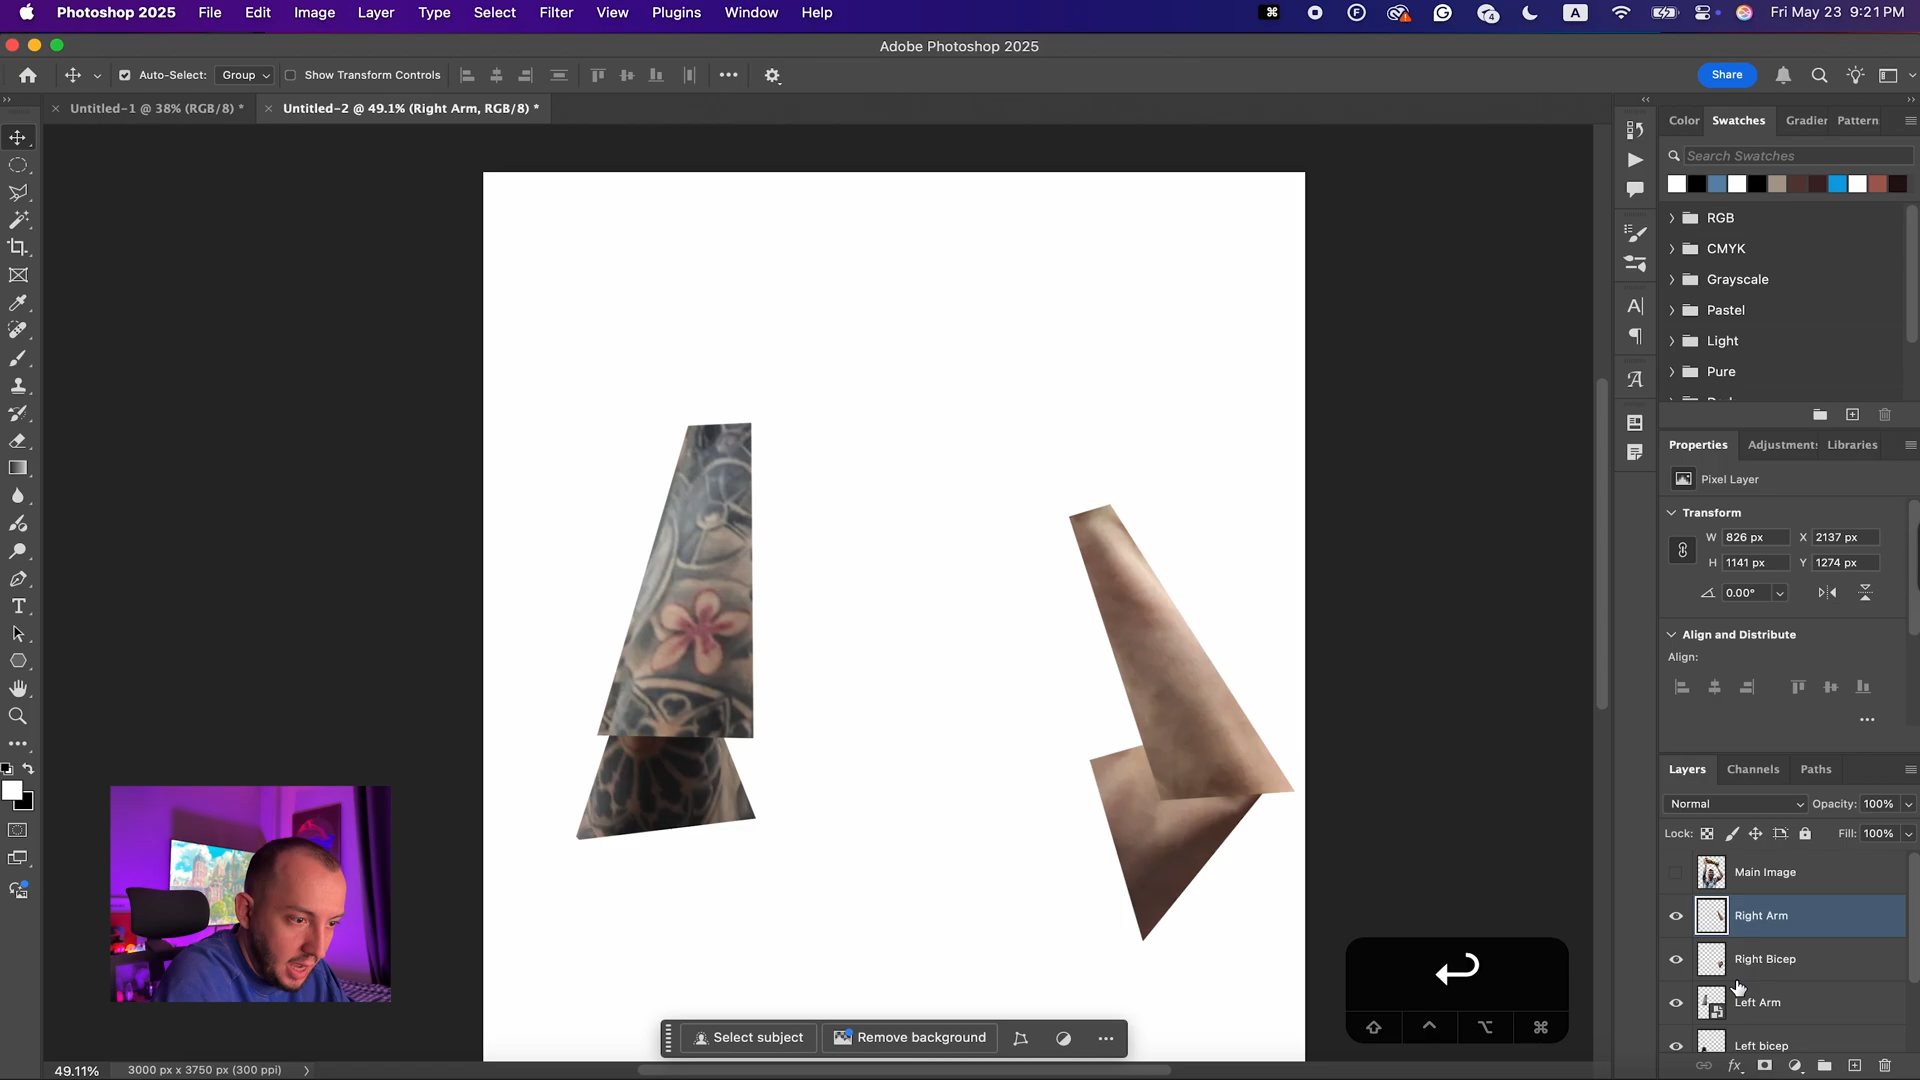 Photoshop 2025 File Edit Image Layer Type Select Filter View Plugins Window Help
4 A Fri May 23 9:21 PM
Adobe Photoshop 2025
Auto-Select: Group Show Transform Controls Share
Untitled-1 @ 38% (RGB/8) * Untitled-2 @ 49.1% (Right Arm, RGB/8) *
Color Swatches Gradier Pattern
Search Swatches
RGB
CMYK
Grayscale
Pastel
Light
Pure
Properties Adjustment: Libraries
Pixel Layer
Transform
W 826 px X 2137 px
H 1141 px Y 1274 px
0.00°
Align and Distribute
Align:
Layers Channels Paths
Normal Opacity: 100%
Lock: Fill: 100%
Main Image
Right Arm
Right Bicep
Left Arm
Left bicep
Select subject Remove background
49.11% 3000 px x 3750 px (300 ppi)